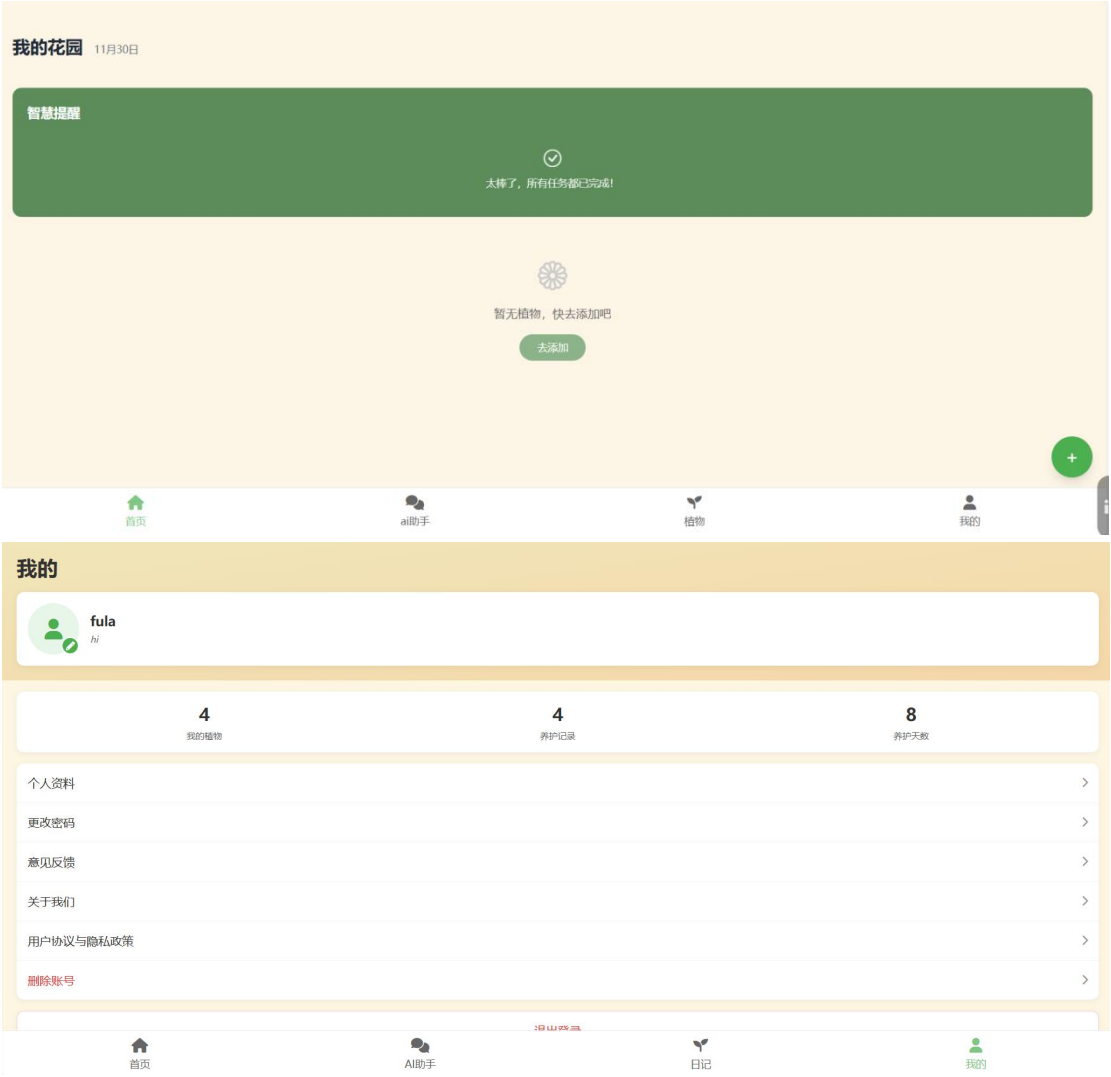 我的花园 11月30日
智慧提醒
太棒了，所有任务都已完成!
暂无植物，快去添加吧
去添加
+
首页 ai助手 植物 我的
我的
fula
hi
4 4 8
我的植物 养护记录 养护天数
个人资料
更改密码
意见反馈
关于我们
用户协议与隐私政策
删除账号
退出登录
首页 AI助手 日记 我的